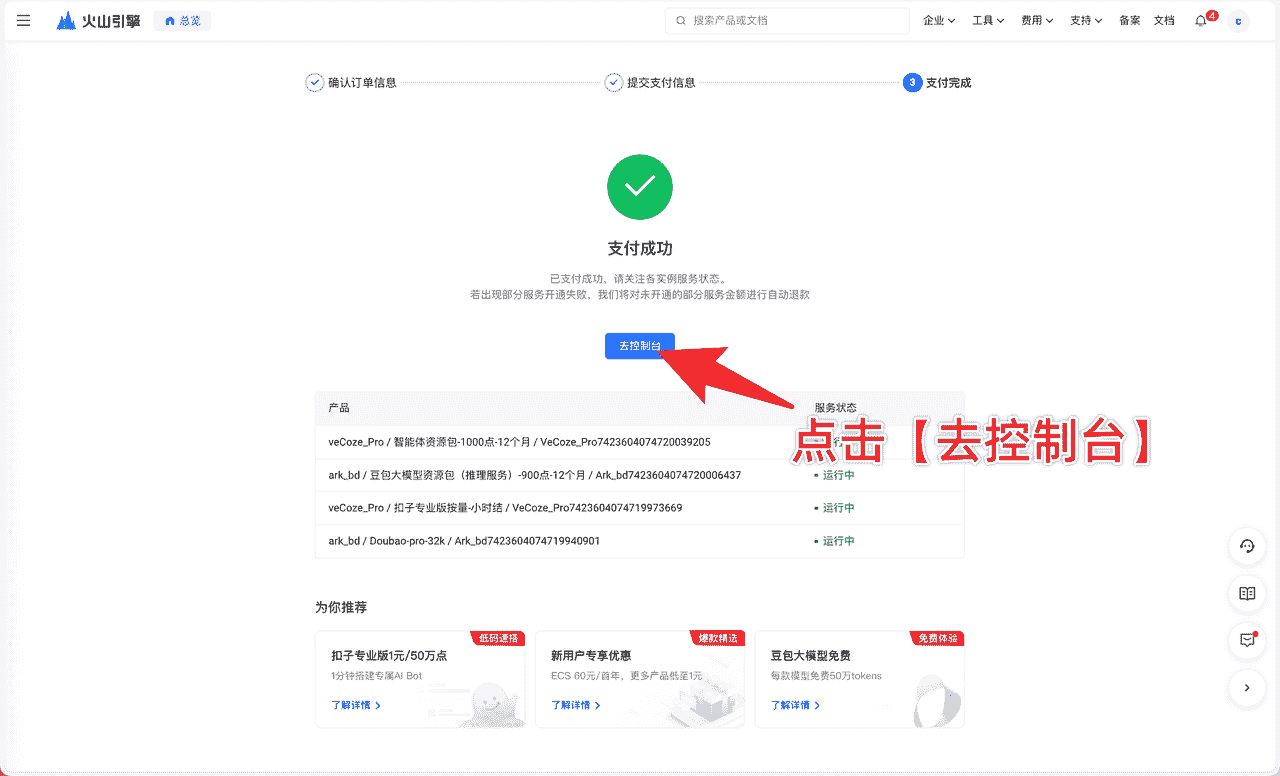 火山引擎
总览
搜索产品或文档
企业
工具
费用
支持
备案
文档
4
c
确认订单信息
提交支付信息
3 支付完成
支付成功
已支付成功，请关注各实例服务状态。
若出现部分服务开通失败，我们将对未开通的部分服务金额进行自动退款
去控制台
产品
服务状态
点击【去控制台】
veCoze_Pro / 智能体资源包-1000点-12个月 / VeCoze_Pro7423604074720039205
ark_bd / 豆包大模型资源包（推理服务）-900点-12个月 / Ark_bd7423604074720006437
运行中
veCoze_Pro / 扣子专业版按量-小时结 / VeCoze_Pro7423604074719973669
运行中
ark_bd / Doubao-pro-32k / Ark_bd7423604074719940901
运行中
为你推荐
低码速搭
扣子专业版1元/50万点
1分钟搭建专属AI Bot
了解详情
爆款精选
新用户专享优惠
ECS 60元/首年，更多产品低至1元
了解详情
免费体验
豆包大模型免费
每款模型免费50万tokens
了解详情